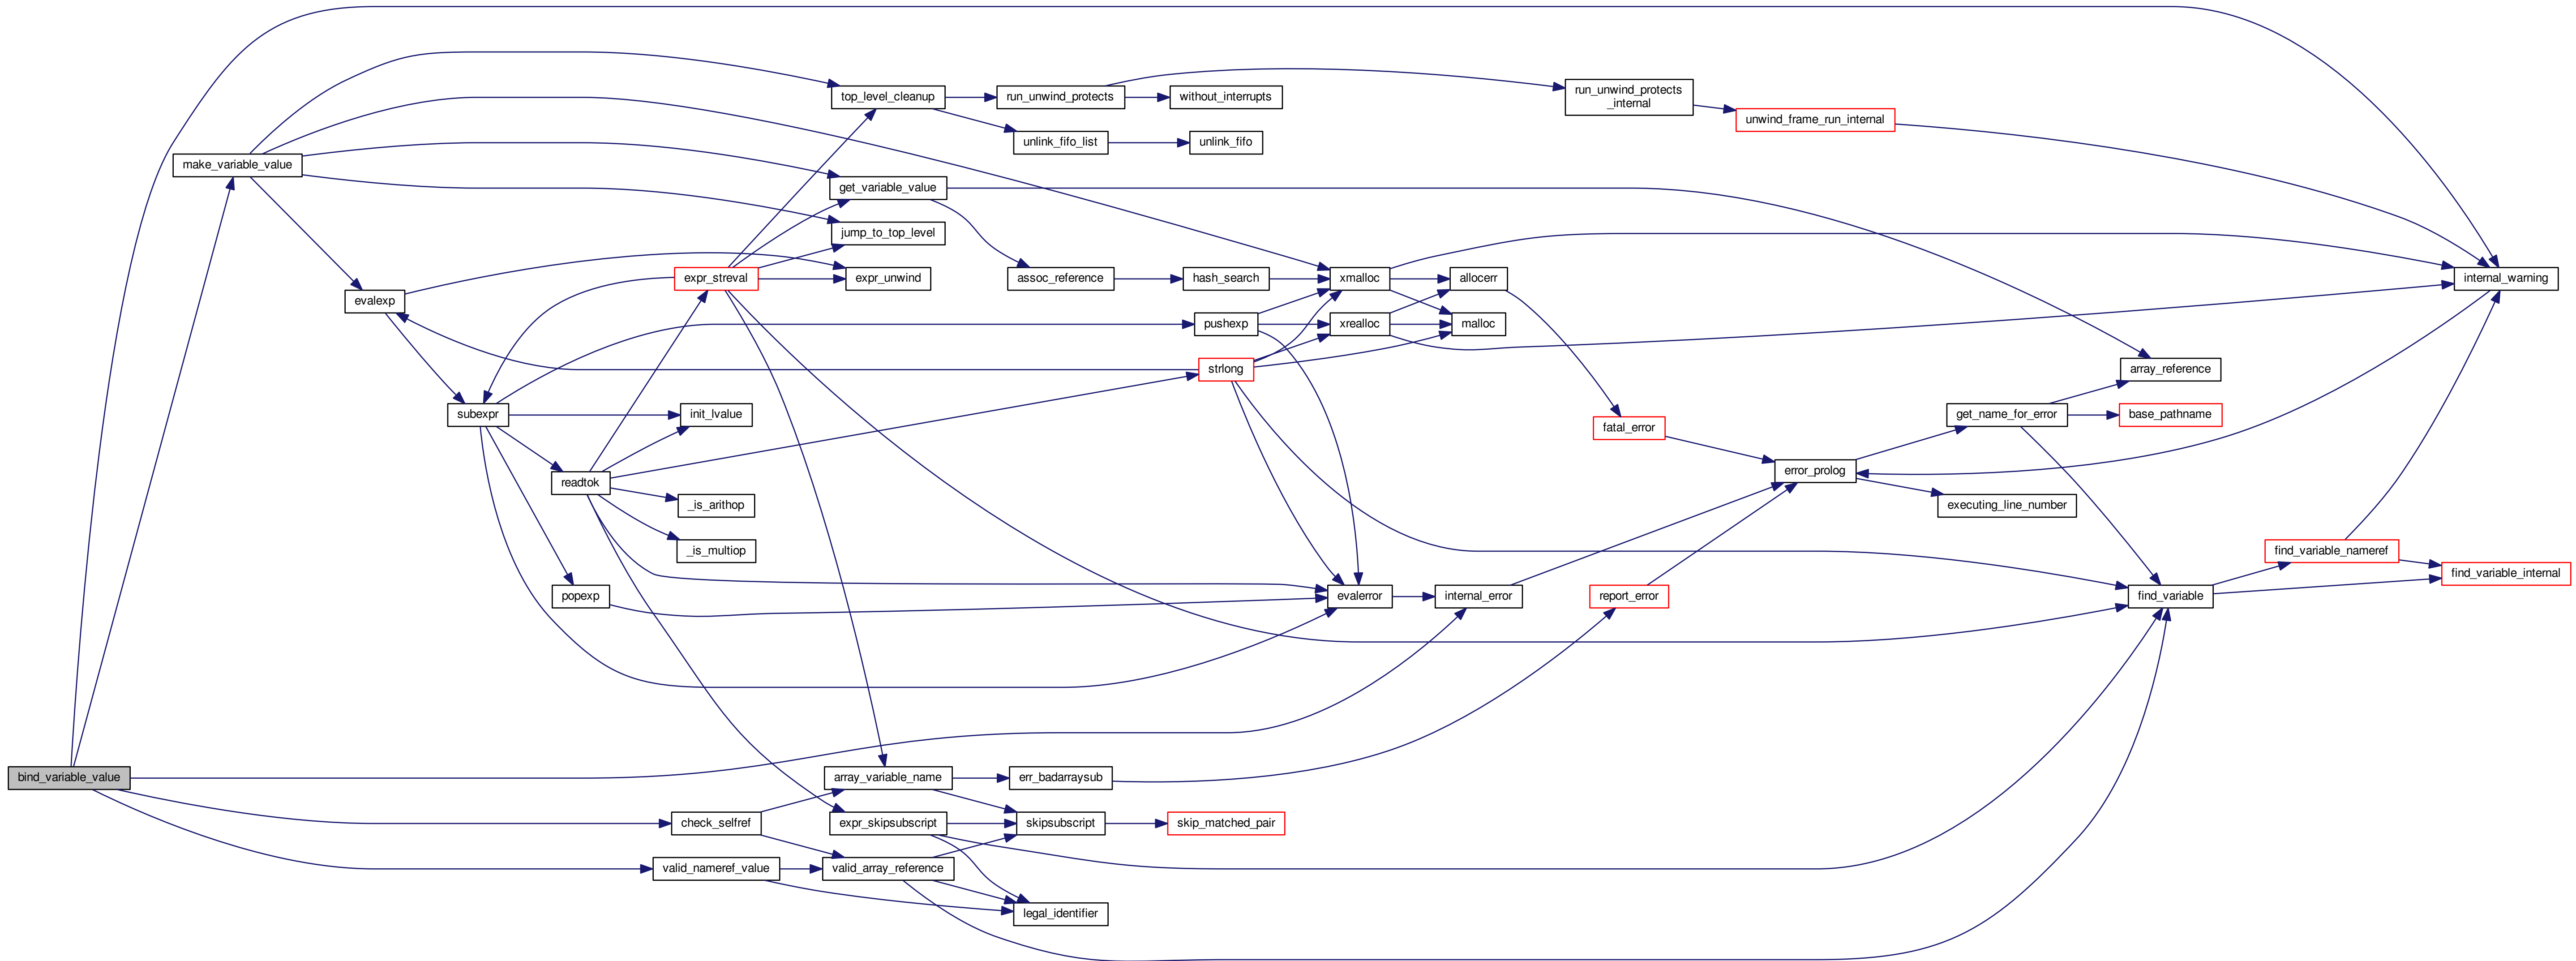 top_level_cleanup
run_unwind_protects
without_interrupts
run_unwind_protects
_internal
unwind_frame_run_internal
unlink_fifo_list
unlink_fifo
make_variable_value
get_variable_value
jump_to_top_level
expr_streval
expr_unwind
assoc_reference
hash_search
xmalloc
allocerr
internal_warning
evalexp
pushexp
xrealloc
malloc
strlong
array_reference
subexpr
init_lvalue
get_name_for_error
base_pathname
fatal_error
readtok
error_prolog
_is_arithop
executing_line_number
_is_multiop
find_variable_nameref
find_variable_internal
popexp
evalerror
internal_error
report_error
find_variable
bind_variable_value
array_variable_name
err_badarraysub
check_selfref
expr_skipsubscript
skipsubscript
skip_matched_pair
valid_nameref_value
valid_array_reference
legal_identifier